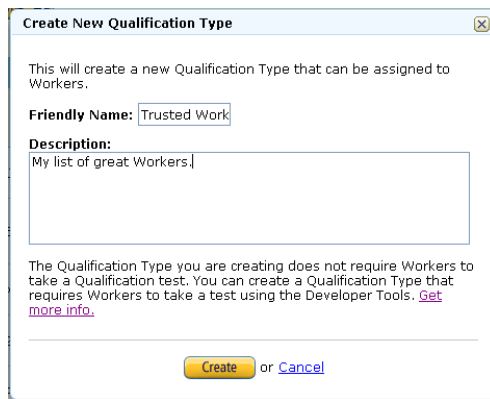 Create New Qualification Type
This will create a new Qualification Type that can be assigned to
Workers.
Friendly Name: Trusted Work
Description:
My list of great Workers.
The Qualification Type you are creating does not require Workers to
take a Qualification test. You can create a Qualification Type that
requires Workers to take a test using the Developer Tools. Get
more info.
Create or Cancel